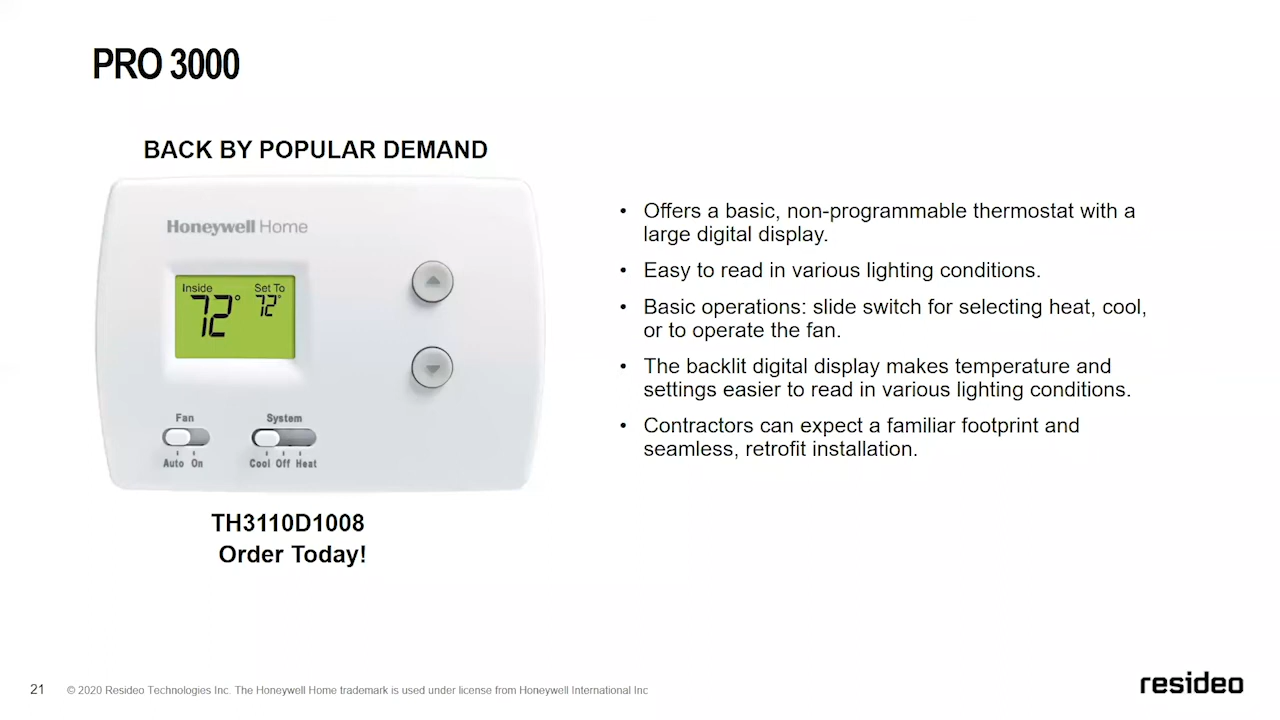 PRO 3000
BACK BY POPULAR DEMAND
Honeywell Home
Inside
Set To
72°
72°
Fan
System
Auto On
Cool Off Heat
TH3110D1008
Order Today!
• Offers a basic, non-programmable thermostat with a
large digital display.
• Easy to read in various lighting conditions.
• Basic operations: slide switch for selecting heat, cool,
or to operate the fan.
• The backlit digital display makes temperature and
settings easier to read in various lighting conditions.
• Contractors can expect a familiar footprint and
seamless, retrofit installation.
21
© 2020 Resideo Technologies Inc. The Honeywell Home trademark is used under license from Honeywell International Inc
resideo